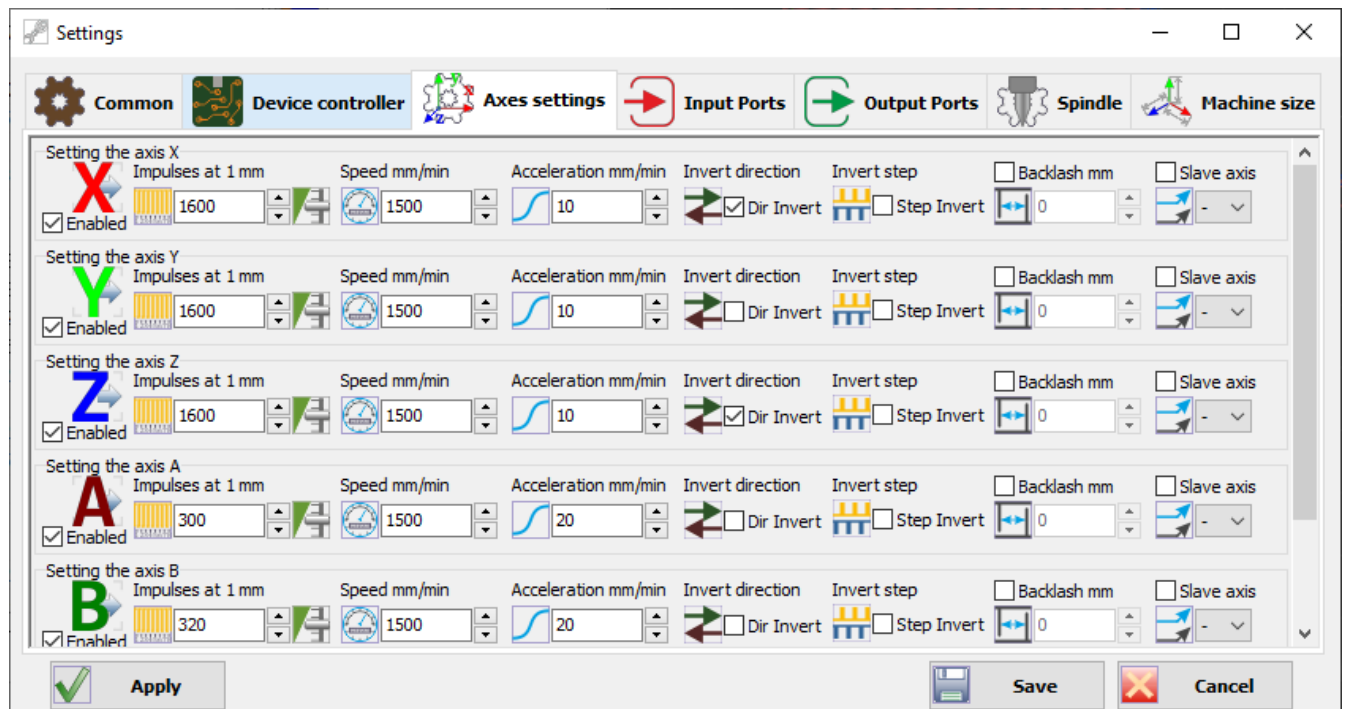 Settings
Common Device controller Axes settings Input Ports Output Ports Spindle Machine size
Setting the axis X
Impulses at 1 mm Speed mm/min Acceleration mm/min Invert direction Invert step Backlash mm Slave axis
X Enabled 1600 1500 10 Dir Invert Step Invert 0 -
Setting the axis Y
Impulses at 1 mm Speed mm/min Acceleration mm/min Invert direction Invert step Backlash mm Slave axis
Y Enabled 1600 1500 10 Dir Invert Step Invert 0 -
Setting the axis Z
Impulses at 1 mm Speed mm/min Acceleration mm/min Invert direction Invert step Backlash mm Slave axis
Z Enabled 1600 1500 10 Dir Invert Step Invert 0 -
Setting the axis A
Impulses at 1 mm Speed mm/min Acceleration mm/min Invert direction Invert step Backlash mm Slave axis
A Enabled 300 1500 20 Dir Invert Step Invert 0 -
Setting the axis B
Impulses at 1 mm Speed mm/min Acceleration mm/min Invert direction Invert step Backlash mm Slave axis
B Enabled 320 1500 20 Dir Invert Step Invert 0 -
Apply Save Cancel